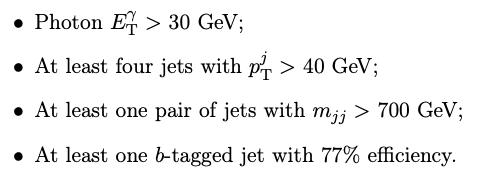 • Photon $E_{\mathrm{T}}^{\gamma}$ > 30 GeV;
• At least four jets with $p_{\mathrm{T}}^{j}$ > 40 GeV;
• At least one pair of jets with $m_{jj}$ > 700 GeV;
• At least one b-tagged jet with 77% efficiency.